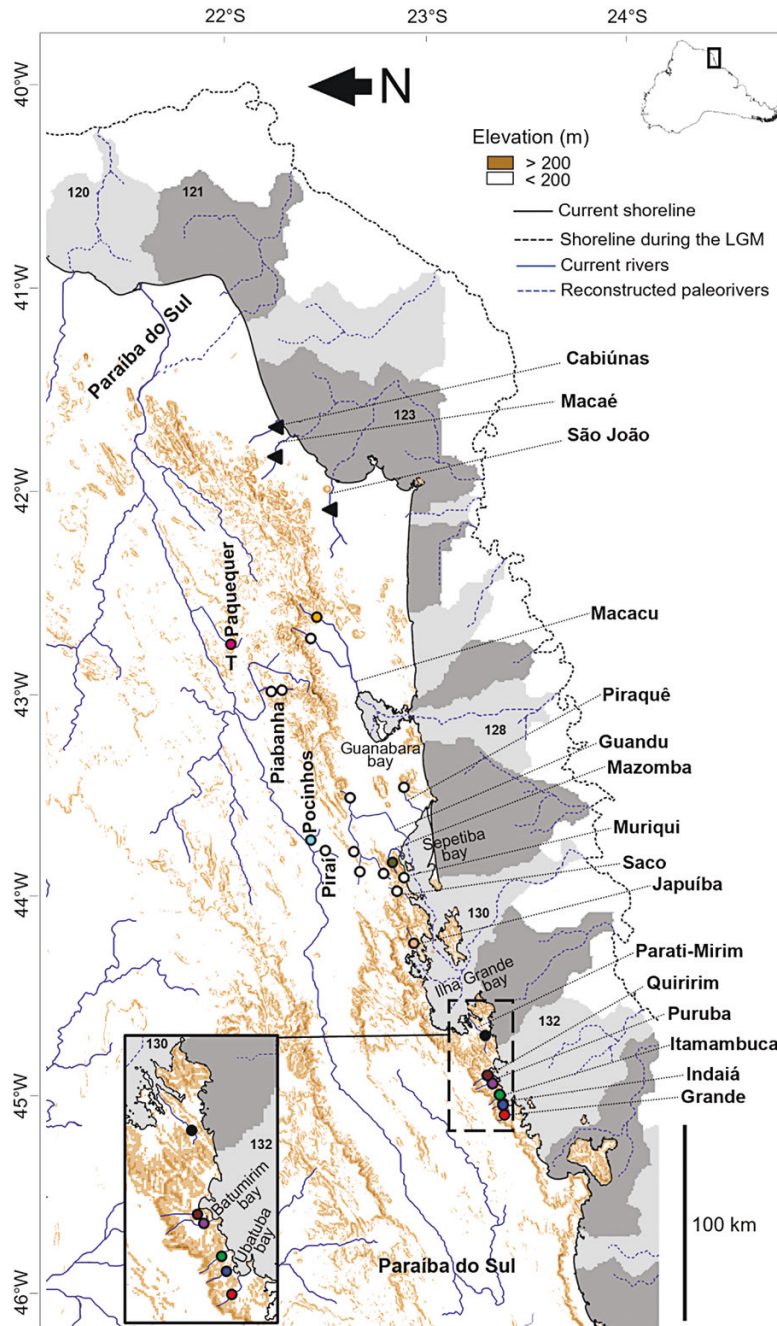 22°S
23°S
24°S
40°W
41°W
42°W
43°W
44°W
45°W
46°W
N
Elevation (m)
> 200
< 200
Current shoreline
Shoreline during the LGM
Current rivers
Reconstructed paleorivers
120
121
123
128
130
132
Paraíba do Sul
Cabiúnas
Macaé
São João
Paquequer
T
Piabanha
Pocinhos
Piraí
Macacu
Piraquê
Guandu
Mazomba
Muriqui
Saco
Japuíba
Parati-Mirim
Quiririm
Puruba
Itamambuca
Indaiá
Grande
Guanabara
bay
Sepetiba
bay
Ilha Grande
bay
130
132
Batumirim
bay
Ubatuba
bay
Paraíba do Sul
100 km